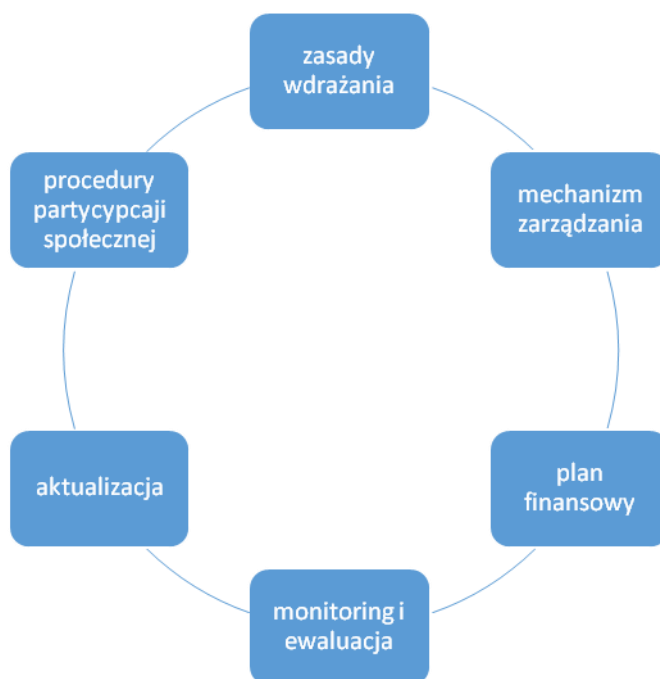 zasady
wdrażania
mechanizm
zarządzania
plan
finansowy
monitoring i
ewaluacja
aktualizacja
procedury
partycypcaji
społecznej